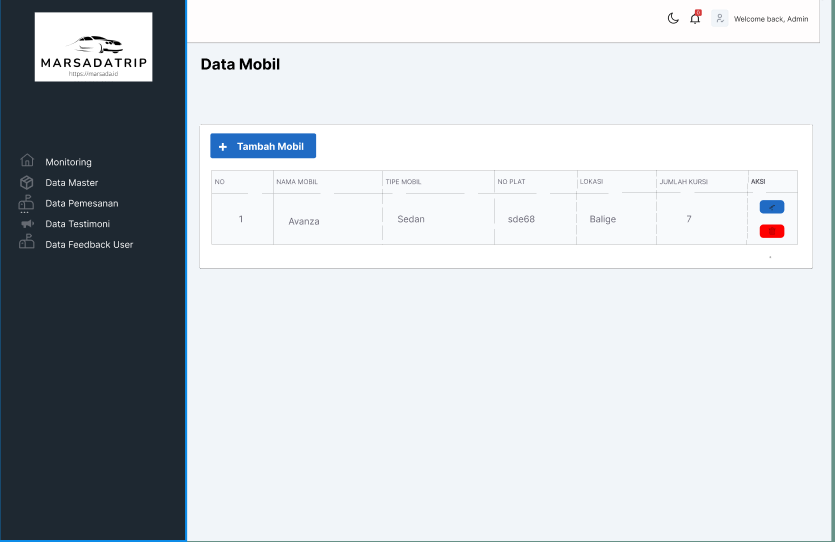 MARSADATRIP
https://marsada.id
Welcome back, Admin
Data Mobil
Monitoring
Data Master
Data Pemesanan
Data Testimoni
Data Feedback User
+ Tambah Mobil
NO NAMA MOBIL TIPE MOBIL NO PLAT LOKASI JUMLAH KURSI AKSI
1 Avanza Sedan sde68 Balige 7